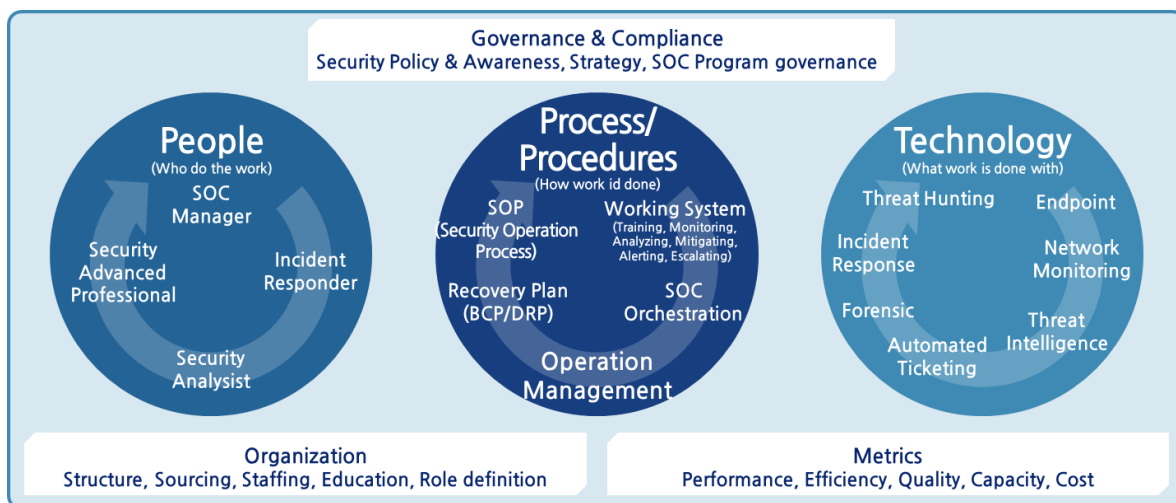 Governance & Compliance
Security Policy & Awareness, Strategy, SOC Program governance
People
(Who do the work)
SOC
Manager
Security
Advanced
Professional
Incident
Responder
Security
Analysist
Process/
Procedures
(How work id done)
SOP
(Security Operation
Process)
Working System
(Training, Monitoring,
Analyzing, Mitigating,
Alerting, Escalating)
Recovery Plan
(BCP/DRP)
SOC
Orchestration
Operation
Management
Technology
(What work is done with)
Threat Hunting
Endpoint
Incident
Response
Network
Monitoring
Forensic
Threat
Intelligence
Automated
Ticketing
Organization
Structure, Sourcing, Staffing, Education, Role definition
Metrics
Performance, Efficiency, Quality, Capacity, Cost